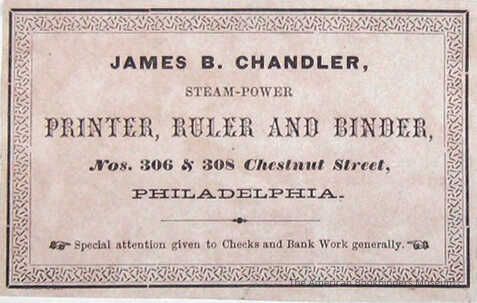 JAMES B. CHANDLER,
STEAM-POWER
PRINTER, RULER AND BINDER,
Nos. 306 & 308 Chestnut Street,
PHILADELPHIA.
Special attention given to Checks and Bank Work generally.
The American Bookbinders Museum